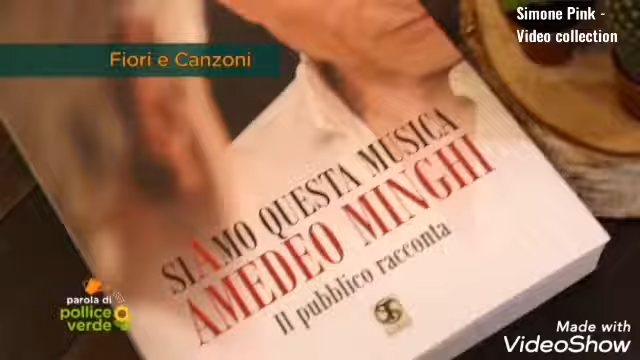 Simone Pink -
Video collection
Fiori e Canzoni
SIAMO QUESTA MUSICA
AMEDEO MINGHI
Il pubblico racconta
parola di
pollice
verde
Made with
VideoShow